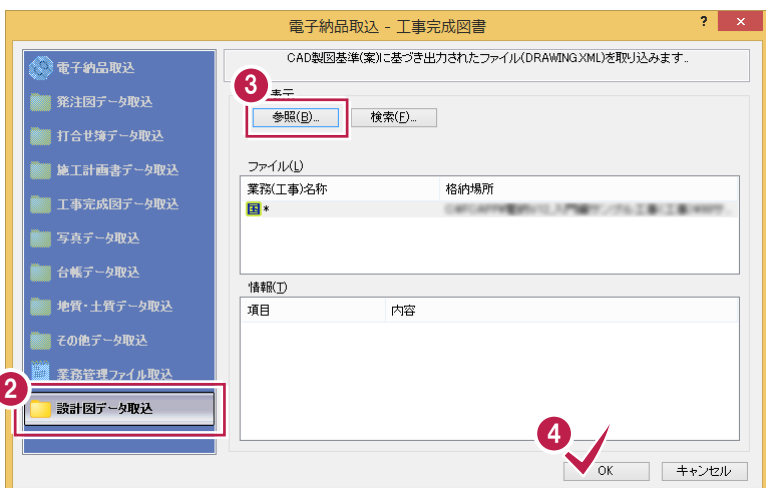 電子納品取込 - 工事完成図書
? ×
電子納品取込
発注図データ取込
打合せ簿データ取込
施工計画書データ取込
工事完成図データ取込
写真データ取込
台帳データ取込
地質・土質データ取込
その他データ取込
業務管理ファイル取込
2
設計図データ取込
CAD製図基準(案)に基づき出力されたファイル(DRAWING.XML)を取り込みます..
3
表示
参照(B)...
検索(F)...
ファイル(L)
業務(工事)名称 格納場所
国 *
情報(T)
項目 内容
4
OK
キャンセル